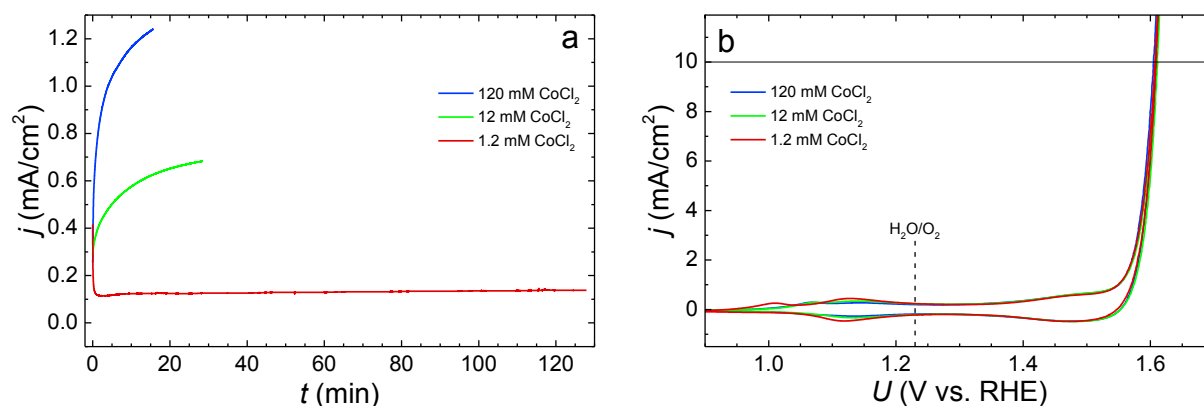 a
1.2
1.0
0.8
0.6
0.4
0.2
0.0
j (mA/cm²)
120 mM CoCl₂
12 mM CoCl₂
1.2 mM CoCl₂
0 20 40 60 80 100 120
t (min)
b
10
8
6
4
2
0
j (mA/cm²)
120 mM CoCl₂
12 mM CoCl₂
1.2 mM CoCl₂
H₂O/O₂
1.0 1.2 1.4 1.6
U (V vs. RHE)